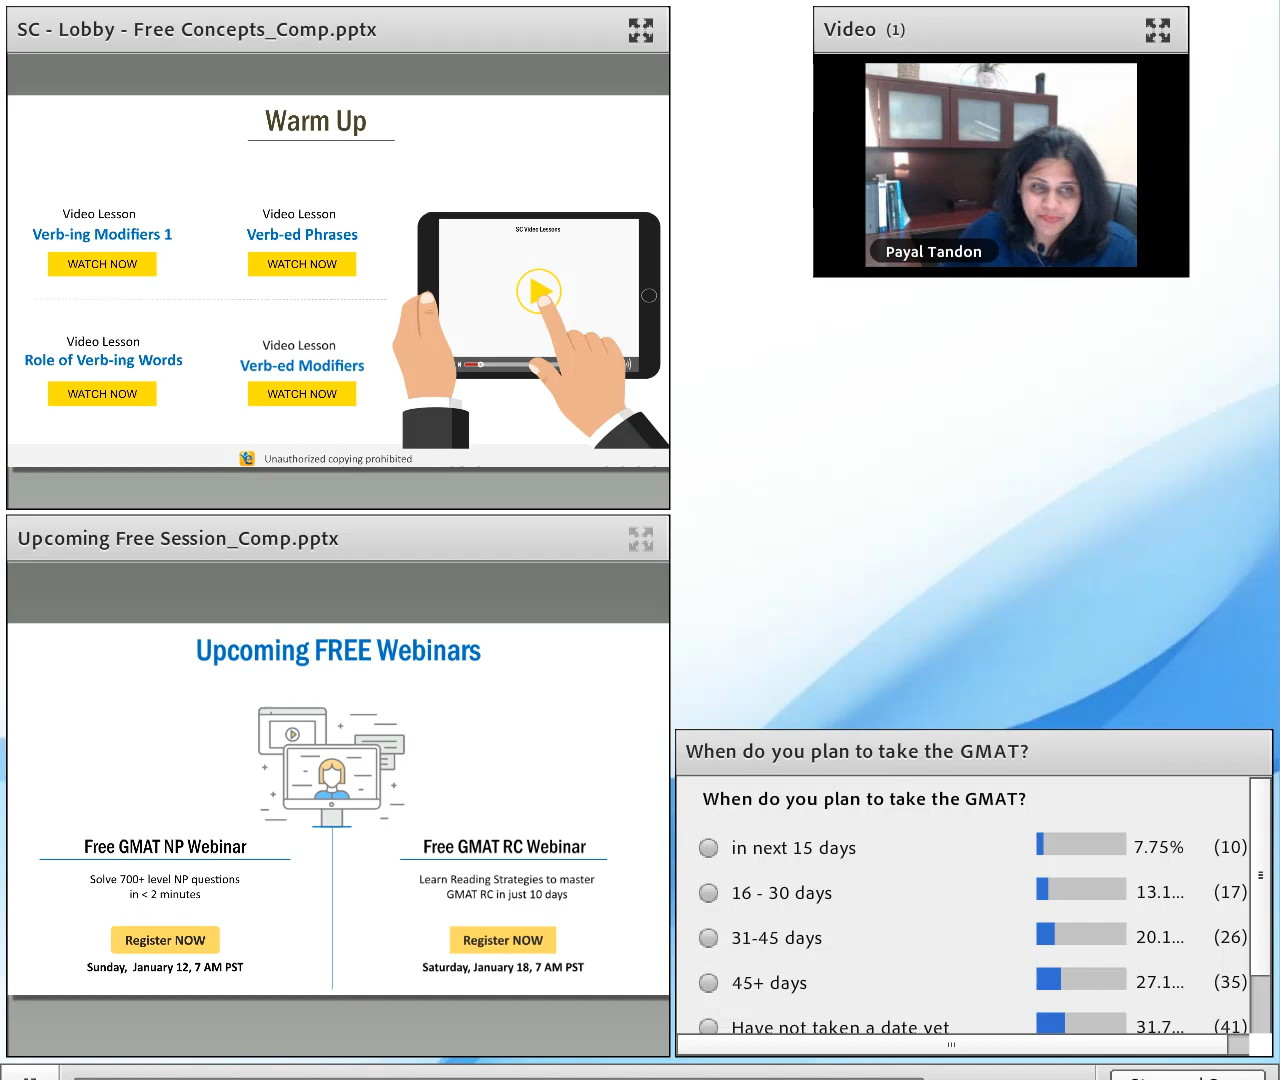 SC - Lobby - Free Concepts_Comp.pptx
Video (1)
Warm Up
Video Lesson
Verb-ing Modifiers 1
WATCH NOW
Video Lesson
Verb-ed Phrases
WATCH NOW
SC Video Lessons
Payal Tandon
Video Lesson
Role of Verb-ing Words
WATCH NOW
Video Lesson
Verb-ed Modifiers
WATCH NOW
Unauthorized copying prohibited
Upcoming Free Session_Comp.pptx
Upcoming FREE Webinars
Free GMAT NP Webinar
Solve 700+ level NP questions
in < 2 minutes
Register NOW
Sunday, January 12, 7 AM PST
Free GMAT RC Webinar
Learn Reading Strategies to master
GMAT RC in just 10 days
Register NOW
Saturday, January 18, 7 AM PST
When do you plan to take the GMAT?
When do you plan to take the GMAT?
in next 15 days 7.75% (10)
16 - 30 days 13.1... (17)
31-45 days 20.1... (26)
45+ days 27.1... (35)
Have not taken a date yet 31.7... (41)